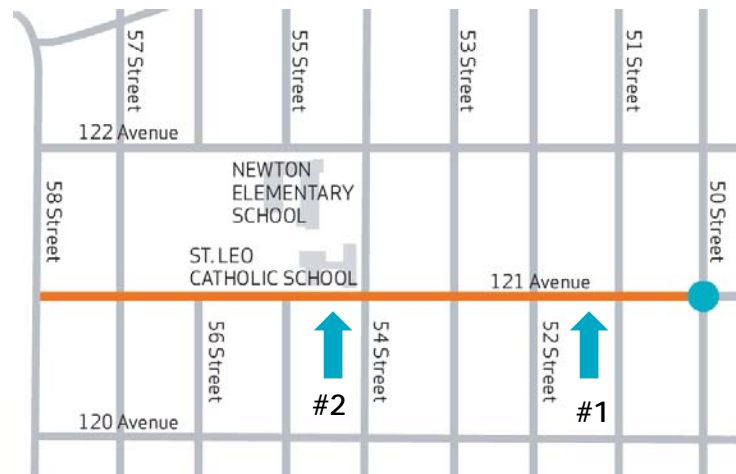 57 Street
55 Street
53 Street
51 Street
122 Avenue
NEWTON
ELEMENTARY
SCHOOL
58 Street
50 Street
ST. LEO
CATHOLIC SCHOOL
121 Avenue
56 Street
54 Street
52 Street
#2
#1
120 Avenue